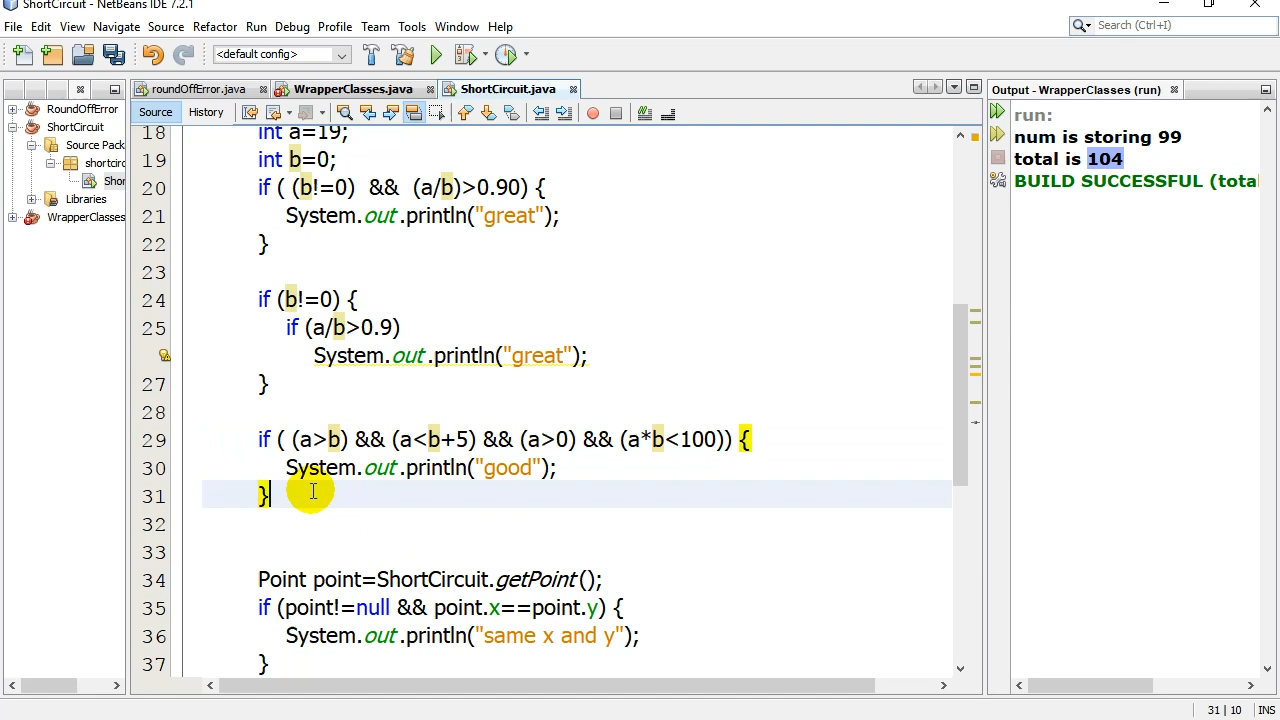 ShortCircuit - NetBeans IDE 7.2.1
File Edit View Navigate Source Refactor Run Debug Profile Team Tools Window Help
Search (Ctrl+I)
<default config>
roundOffError.java WrapperClasses.java ShortCircuit.java
Output - WrapperClasses (run)
Source History
RoundOffError
ShortCircuit
Source Pack
shortcirc
Shor
Libraries
WrapperClasses
18 int a=19;
19 int b=0;
20 if ( (b!=0) && (a/b)>0.90) {
21 System.out.println("great");
22 }
23
24 if (b!=0) {
25 if (a/b>0.9)
System.out.println("great");
27 }
28
29 if ( (a>b) && (a<b+5) && (a>0) && (a*b<100)) {
30 System.out.println("good");
31 }
32
33
34 Point point=ShortCircuit.getPoint();
35 if (point!=null && point.x==point.y) {
36 System.out.println("same x and y");
37 }
run:
num is storing 99
total is 104
BUILD SUCCESSFUL (tota
31 | 10 INS